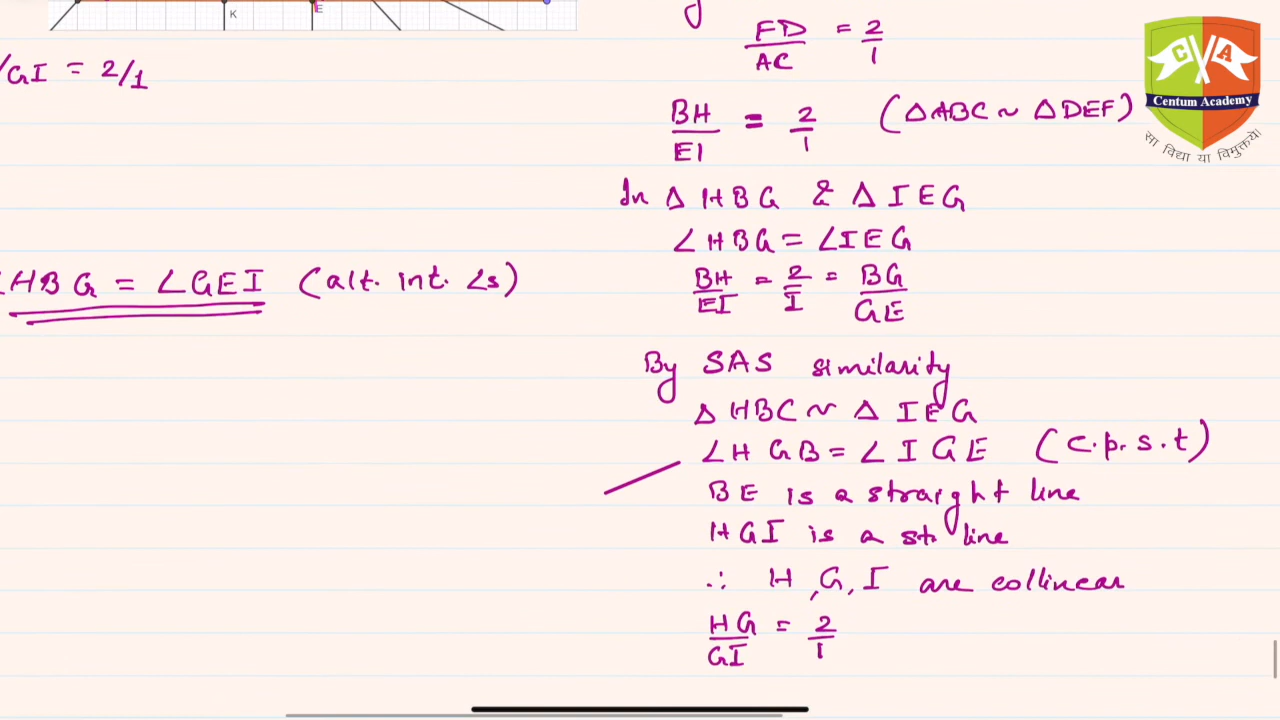 K
E
/GI = 2/1
∠HBG = ∠GEI (alt. int. ∠s)
FD/AC = 2/1
BH/EI = 2/1 (△ABC ~ △DEF)
In △ HBG & △ IEG
∠HBG = ∠IEG
BH/EI = 2/1 = BG/GE
By SAS similarity
△ HBC ~ △ IEG
∠HGB = ∠IGE (c.p.s.t)
BE is a straight line
HGI is a st. line
∴ H, G, I are collinear
HG/GI = 2/1
C A
Centum Academy
सा विद्या या विमुक्तये।